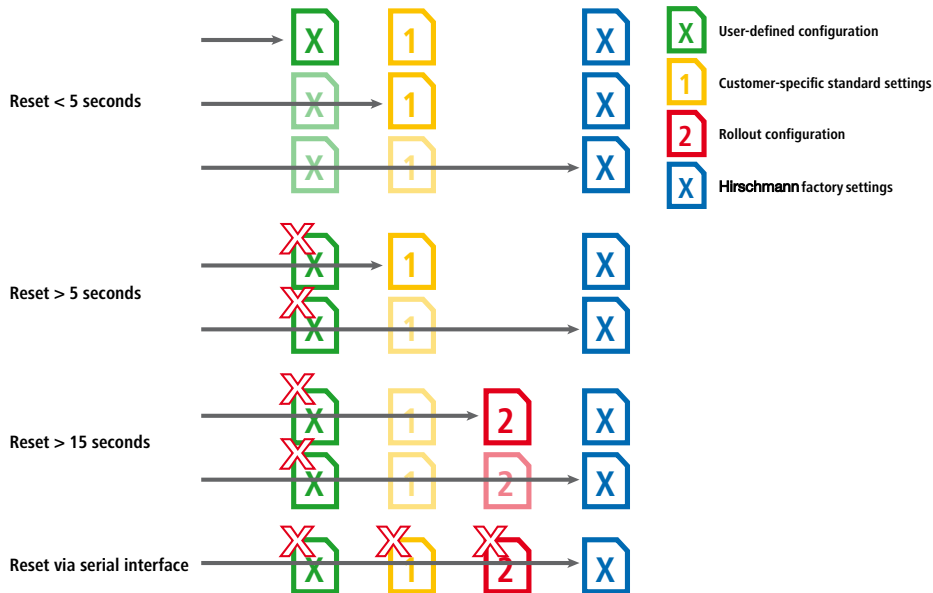 X 1 X
Reset < 5 seconds
X 1 X
X 1 X
X User-defined configuration
1 Customer-specific standard settings
2 Rollout configuration
X Hirschmann factory settings
X X 1 X
Reset > 5 seconds
X X 1 X
X X 1 2 X
Reset > 15 seconds
X X 1 2 X
Reset via serial interface
X X X 1 X 2 X